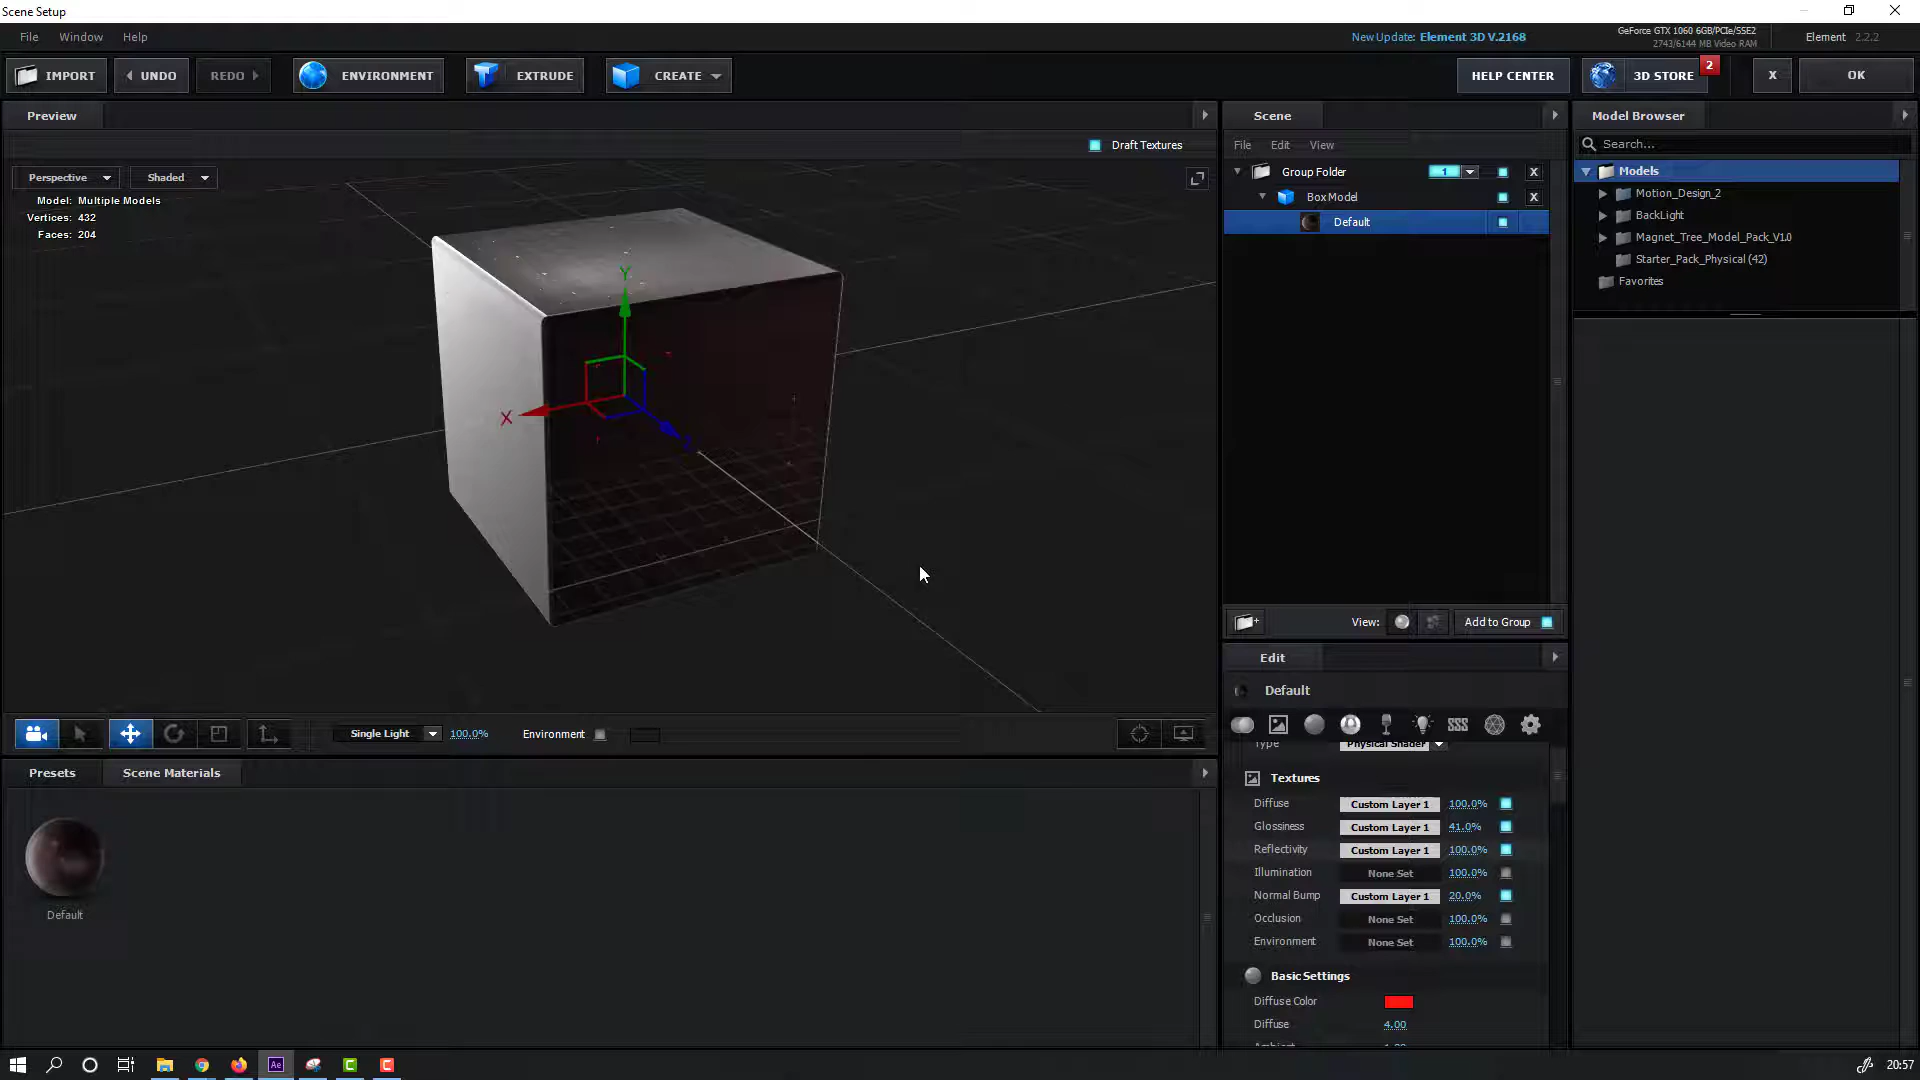 Scene Setup
File Window Help
New Update: Element 3D V.2168
GeForce GTX 1060 6GB/PCIe/SSE2
2743/6144 MB Video RAM
Element 2.2.2
IMPORT UNDO REDO ENVIRONMENT EXTRUDE CREATE HELP CENTER 3D STORE 2 X OK
Preview
Draft Textures
Perspective Shaded
Model: Multiple Models
Vertices: 432
Faces: 204
Y
X
Z
Single Light 100.0% Environment
Presets Scene Materials
Default
Scene
File Edit View
Group Folder 1 X
Box Model X
Default
View: Add to Group
Edit
Default
Type Physical Shader
Textures
Diffuse Custom Layer 1 100.0%
Glossiness Custom Layer 1 41.0%
Reflectivity Custom Layer 1 100.0%
Illumination None Set 100.0%
Normal Bump Custom Layer 1 20.0%
Occlusion None Set 100.0%
Environment None Set 100.0%
Basic Settings
Diffuse Color
Diffuse 4.00
Model Browser
Search...
Models
Motion_Design_2
BackLight
Magnet_Tree_Model_Pack_V1.0
Starter_Pack_Physical (42)
Favorites
Ae
20:57